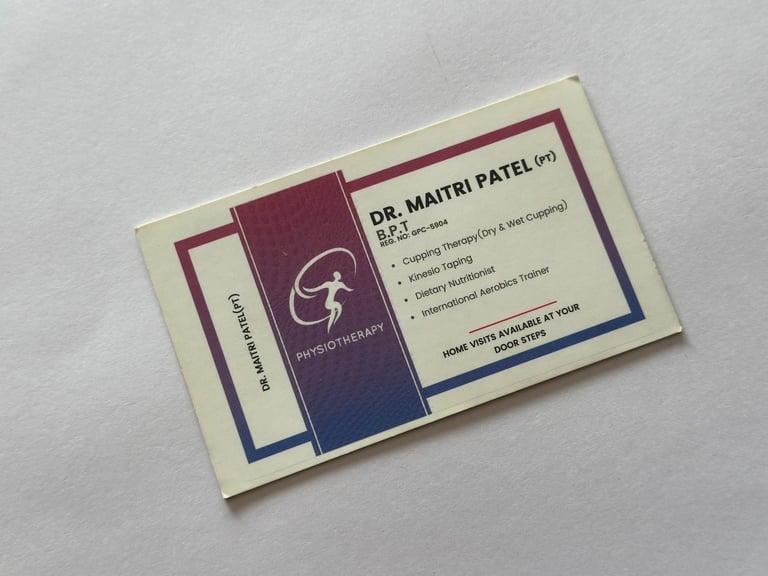 DR. MAITRI PATEL(PT)
PHYSIOTHERAPY
DR. MAITRI PATEL (PT)
B.P.T
REG. NO: GPC-5904
• Cupping Therapy(Dry & Wet Cupping)
• Kinesio Taping
• Dietary Nutritionist
• International Aerobics Trainer
HOME VISITS AVAILABLE AT YOUR
DOOR STEPS